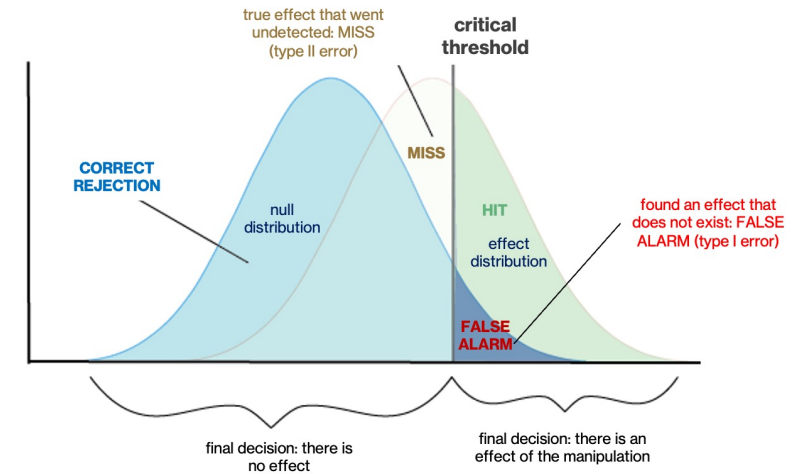 true effect that went
undetected: MISS
(type II error)
critical
threshold
MISS
CORRECT
REJECTION
null
distribution
HIT
effect
distribution
found an effect that
does not exist: FALSE
ALARM (type I error)
FALSE
ALARM
final decision: there is
no effect
final decision: there is an
effect of the manipulation